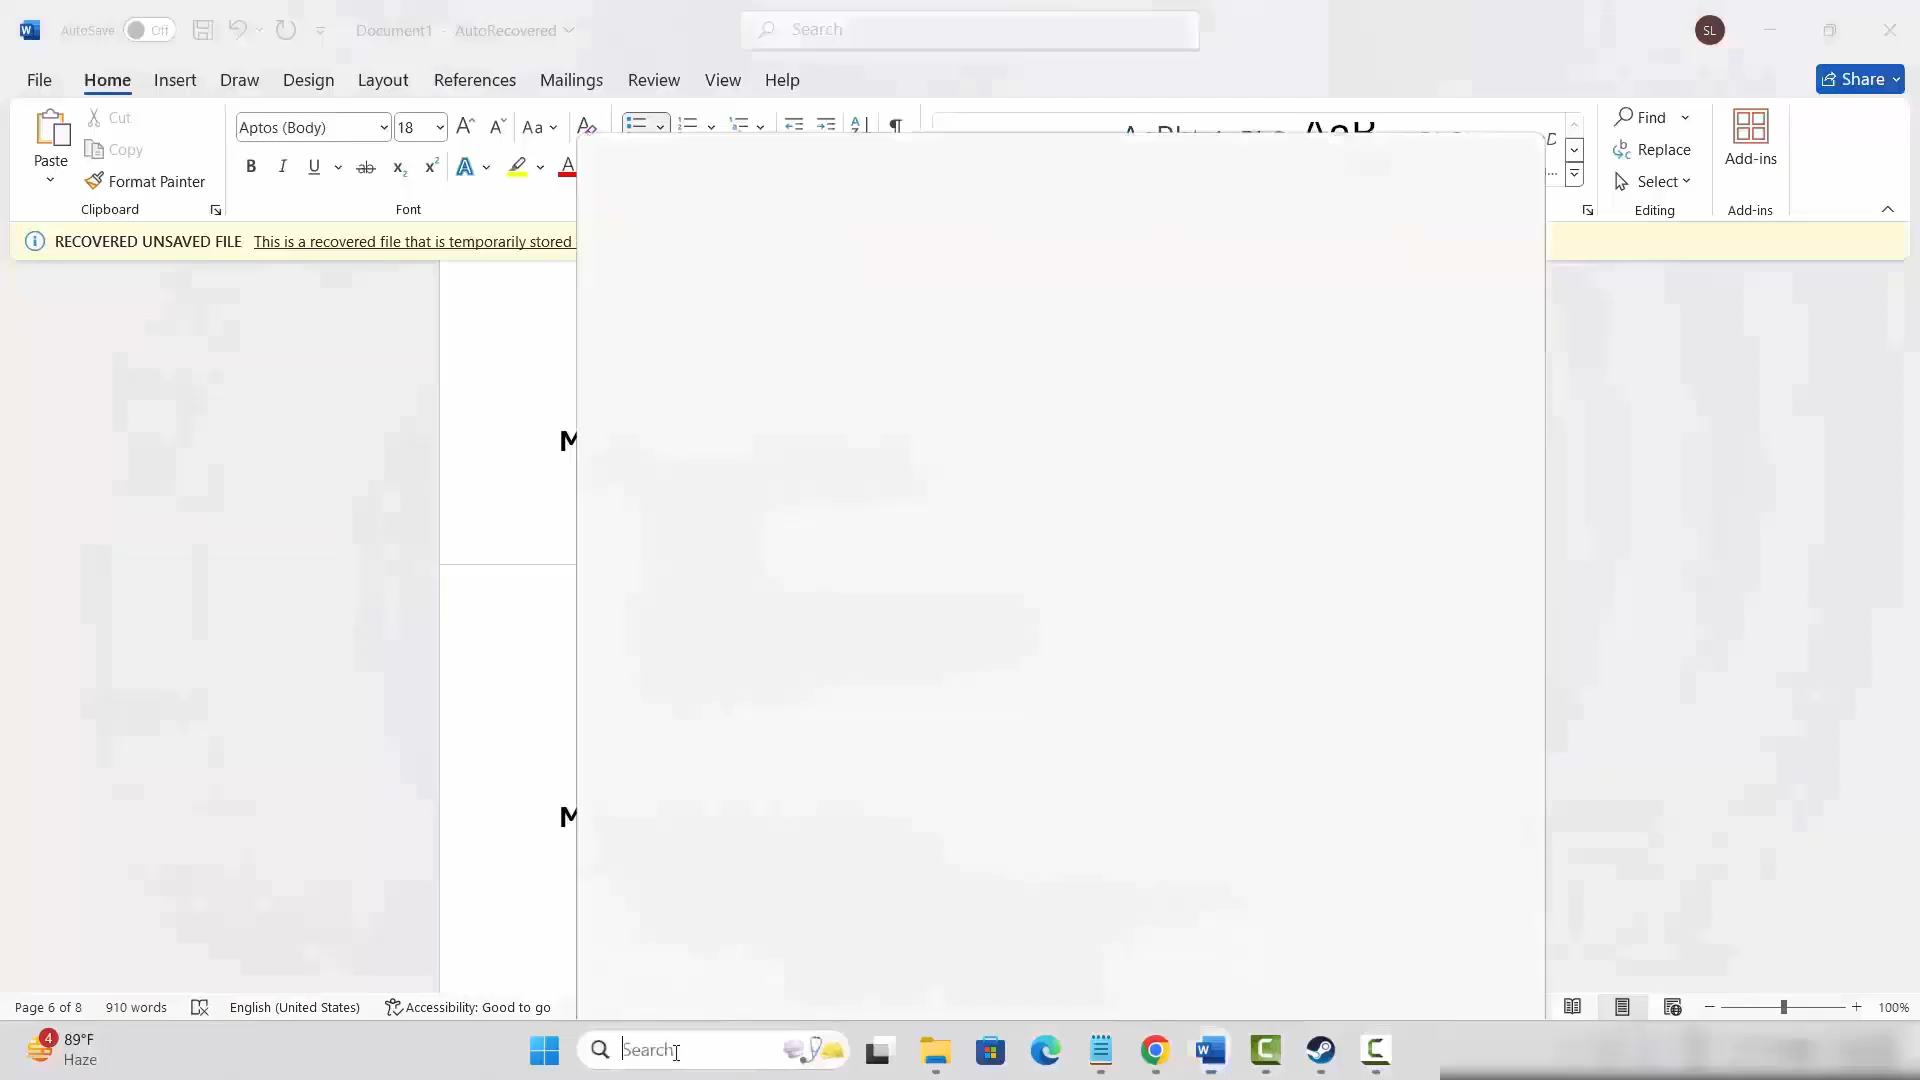 AutoSave Off Document1 - AutoRecovered Search SL
File Home Insert Draw Design Layout References Mailings Review View Help Share
Paste Cut Copy Format Painter Clipboard
Aptos (Body) 18 Aa Font
Find Replace Select Editing
Add-ins Add-ins
RECOVERED UNSAVED FILE This is a recovered file that is temporarily stored
Page 6 of 8 910 words English (United States) Accessibility: Good to go 100%
4 89°F
Haze
Search